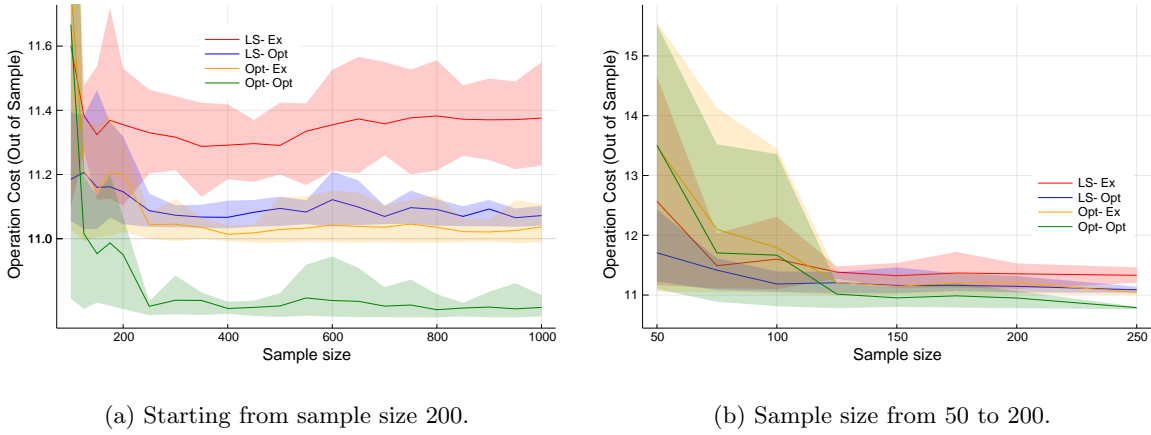 Operation Cost (Out of Sample)
11.6
11.4
11.2
11.0
200
400
600
800
1000
Sample size
LS- Ex
LS- Opt
Opt- Ex
Opt- Opt
(a) Starting from sample size 200.
Operation Cost (Out of Sample)
15
14
13
12
11
50
100
150
200
250
Sample size
LS- Ex
LS- Opt
Opt- Ex
Opt- Opt
(b) Sample size from 50 to 200.